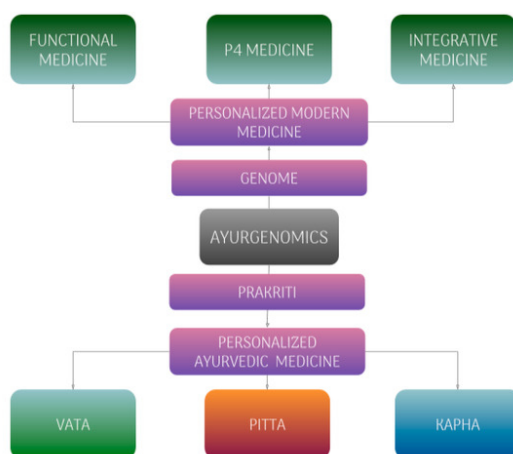 FUNCTIONAL
MEDICINE
P4 MEDICINE
INTEGRATIVE
MEDICINE
PERSONALIZED MODERN
MEDICINE
GENOME
AYURGENOMICS
PRAKRITI
PERSONALIZED
AYURVEDIC MEDICINE
VATA
PITTA
KAPHA